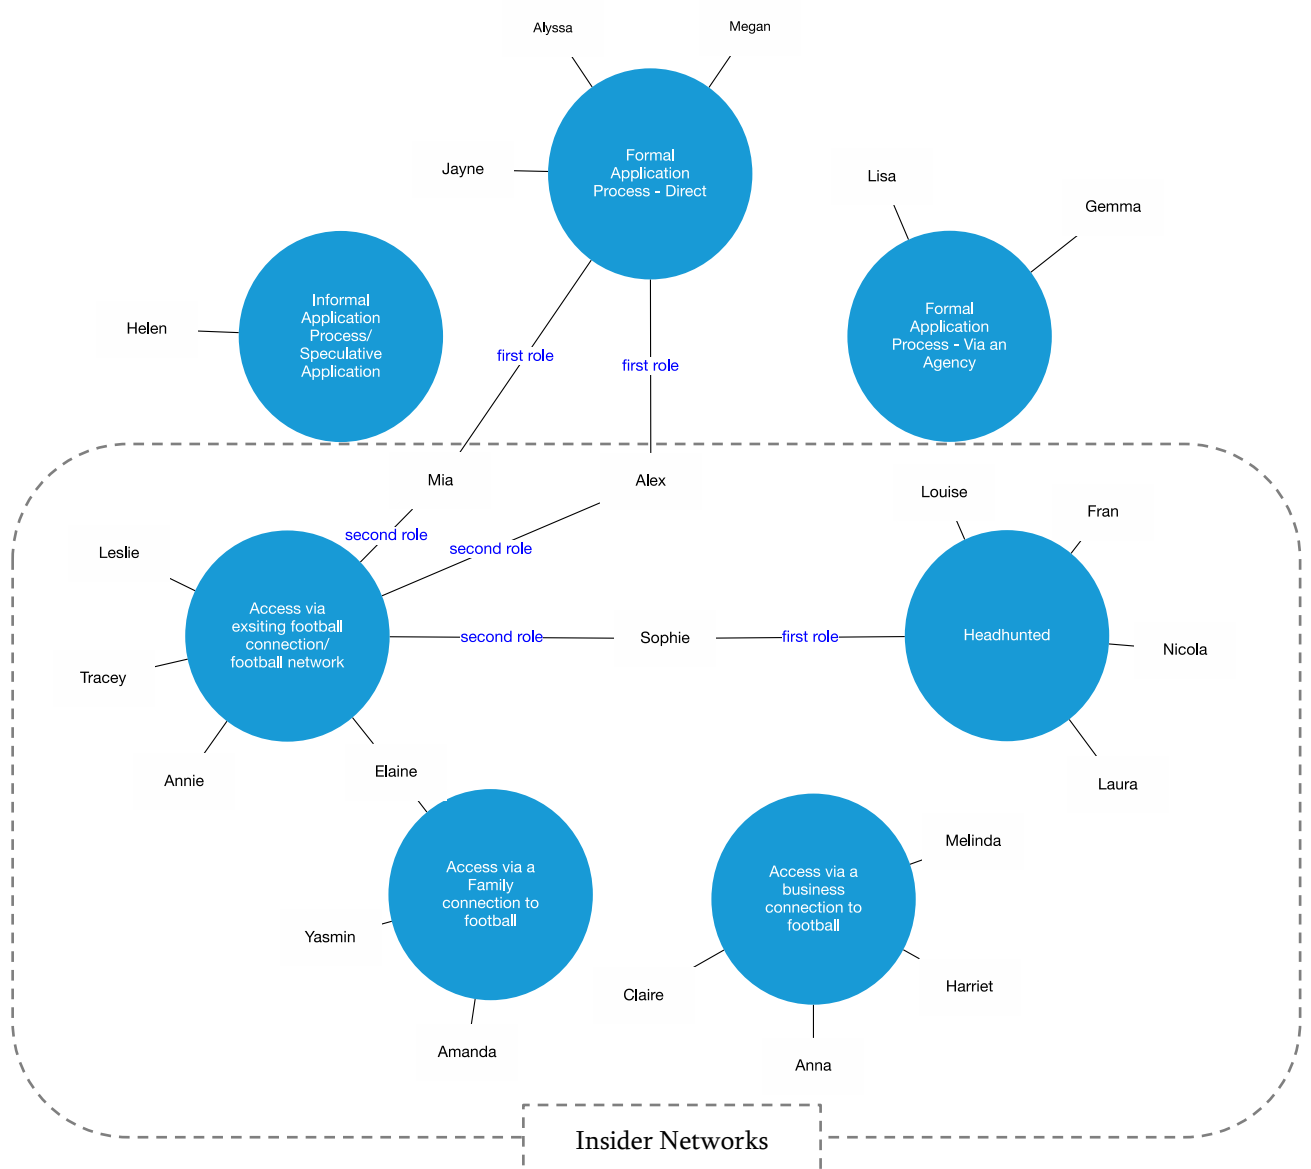 Alyssa
Megan
Jayne
Formal
Application
Process - Direct
Lisa
Gemma
Helen
Informal
Application
Process/
Speculative
Application
Formal
Application
Process - Via an
Agency
first role
first role
Mia
Alex
second role
second role
Louise
Fran
Leslie
Access via
exsiting football
connection/
football network
second role
Sophie
first role
Headhunted
Nicola
Tracey
Annie
Elaine
Laura
Access via a
Family
connection to
football
Yasmin
Amanda
Access via a
business
connection to
football
Melinda
Claire
Harriet
Anna
Insider Networks